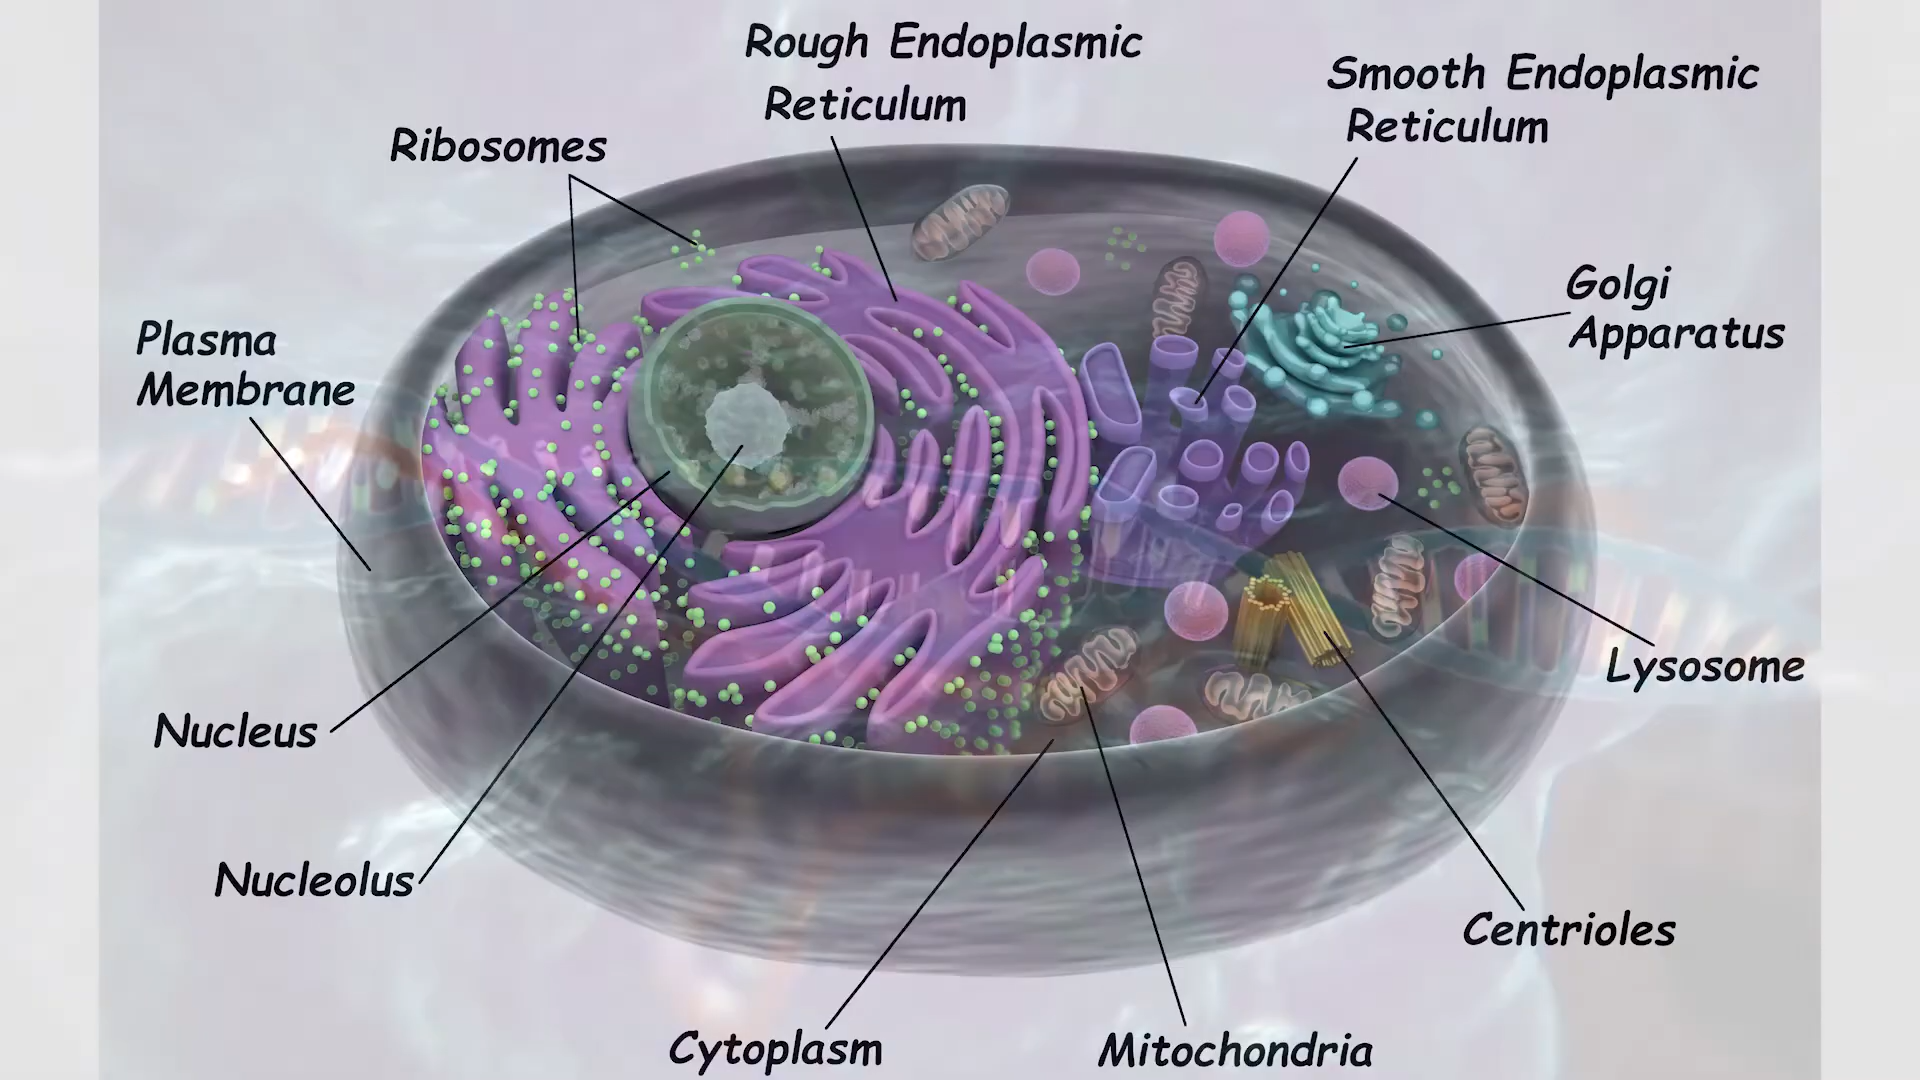 Rough Endoplasmic
Reticulum
Smooth Endoplasmic
Reticulum
Ribosomes
Golgi
Apparatus
Plasma
Membrane
Lysosome
Nucleus
Nucleolus
Centrioles
Cytoplasm
Mitochondria